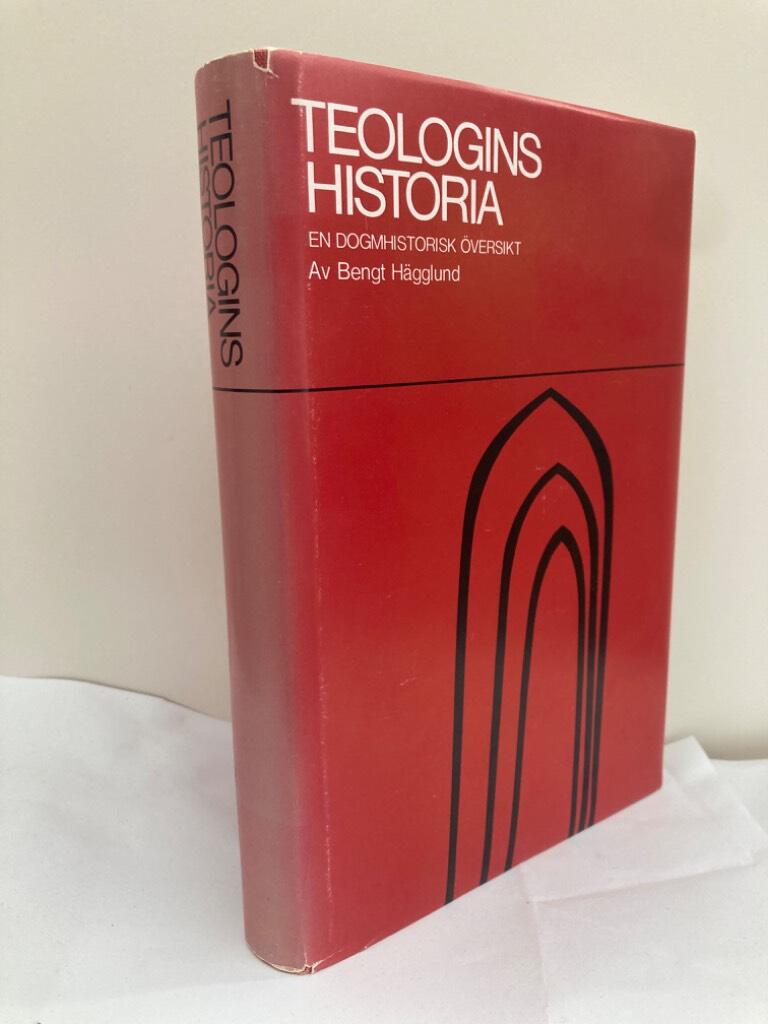 TEOLOGINS
HISTORIA
EN DOGMHISTORISK ÖVERSIKT
Av Bengt Hägglund
TEOLOGINS
HISTORIA